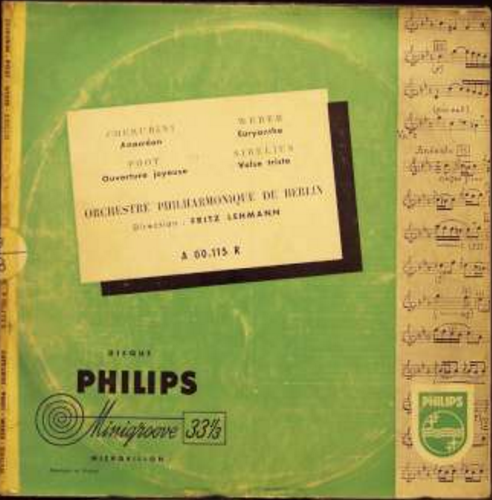 CHERUBINI
Anacréon
WEBER
Euryanthe
POOT
Ouverture joyeuse
SIBELIUS
Valse triste
ORCHESTRE PHILHARMONIQUE DE BERLIN
Direction : FRITZ LEHMANN
A 00.115 R
DISQUE
PHILIPS
Minigroove 33⅓
MICROSILLON
PHILIPS